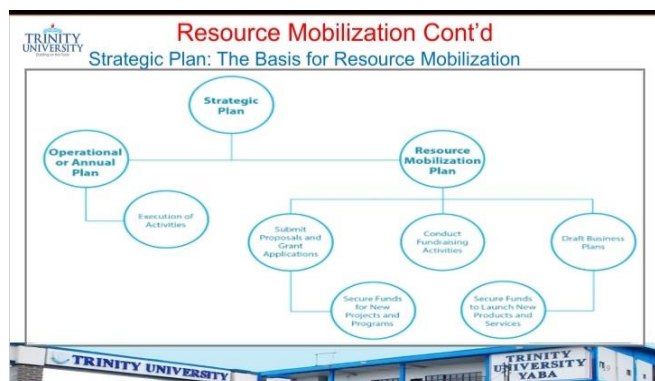 TRINITY
UNIVERSITY
Resource Mobilization Cont'd
Strategic Plan: The Basis for Resource Mobilization
Strategic
Plan
Operational
or Annual
Plan
Resource
Mobilization
Plan
Execution of
Activities
Submit
Proposals and
Grant
Applications
Conduct
Fundraising
Activities
Draft Business
Plans
Secure Funds
for New
Projects and
Programs
Secure Funds
to Launch New
Products and
Services
TRINITY UNIVERSITY
TRINITY
UNIVERSITY
YABA